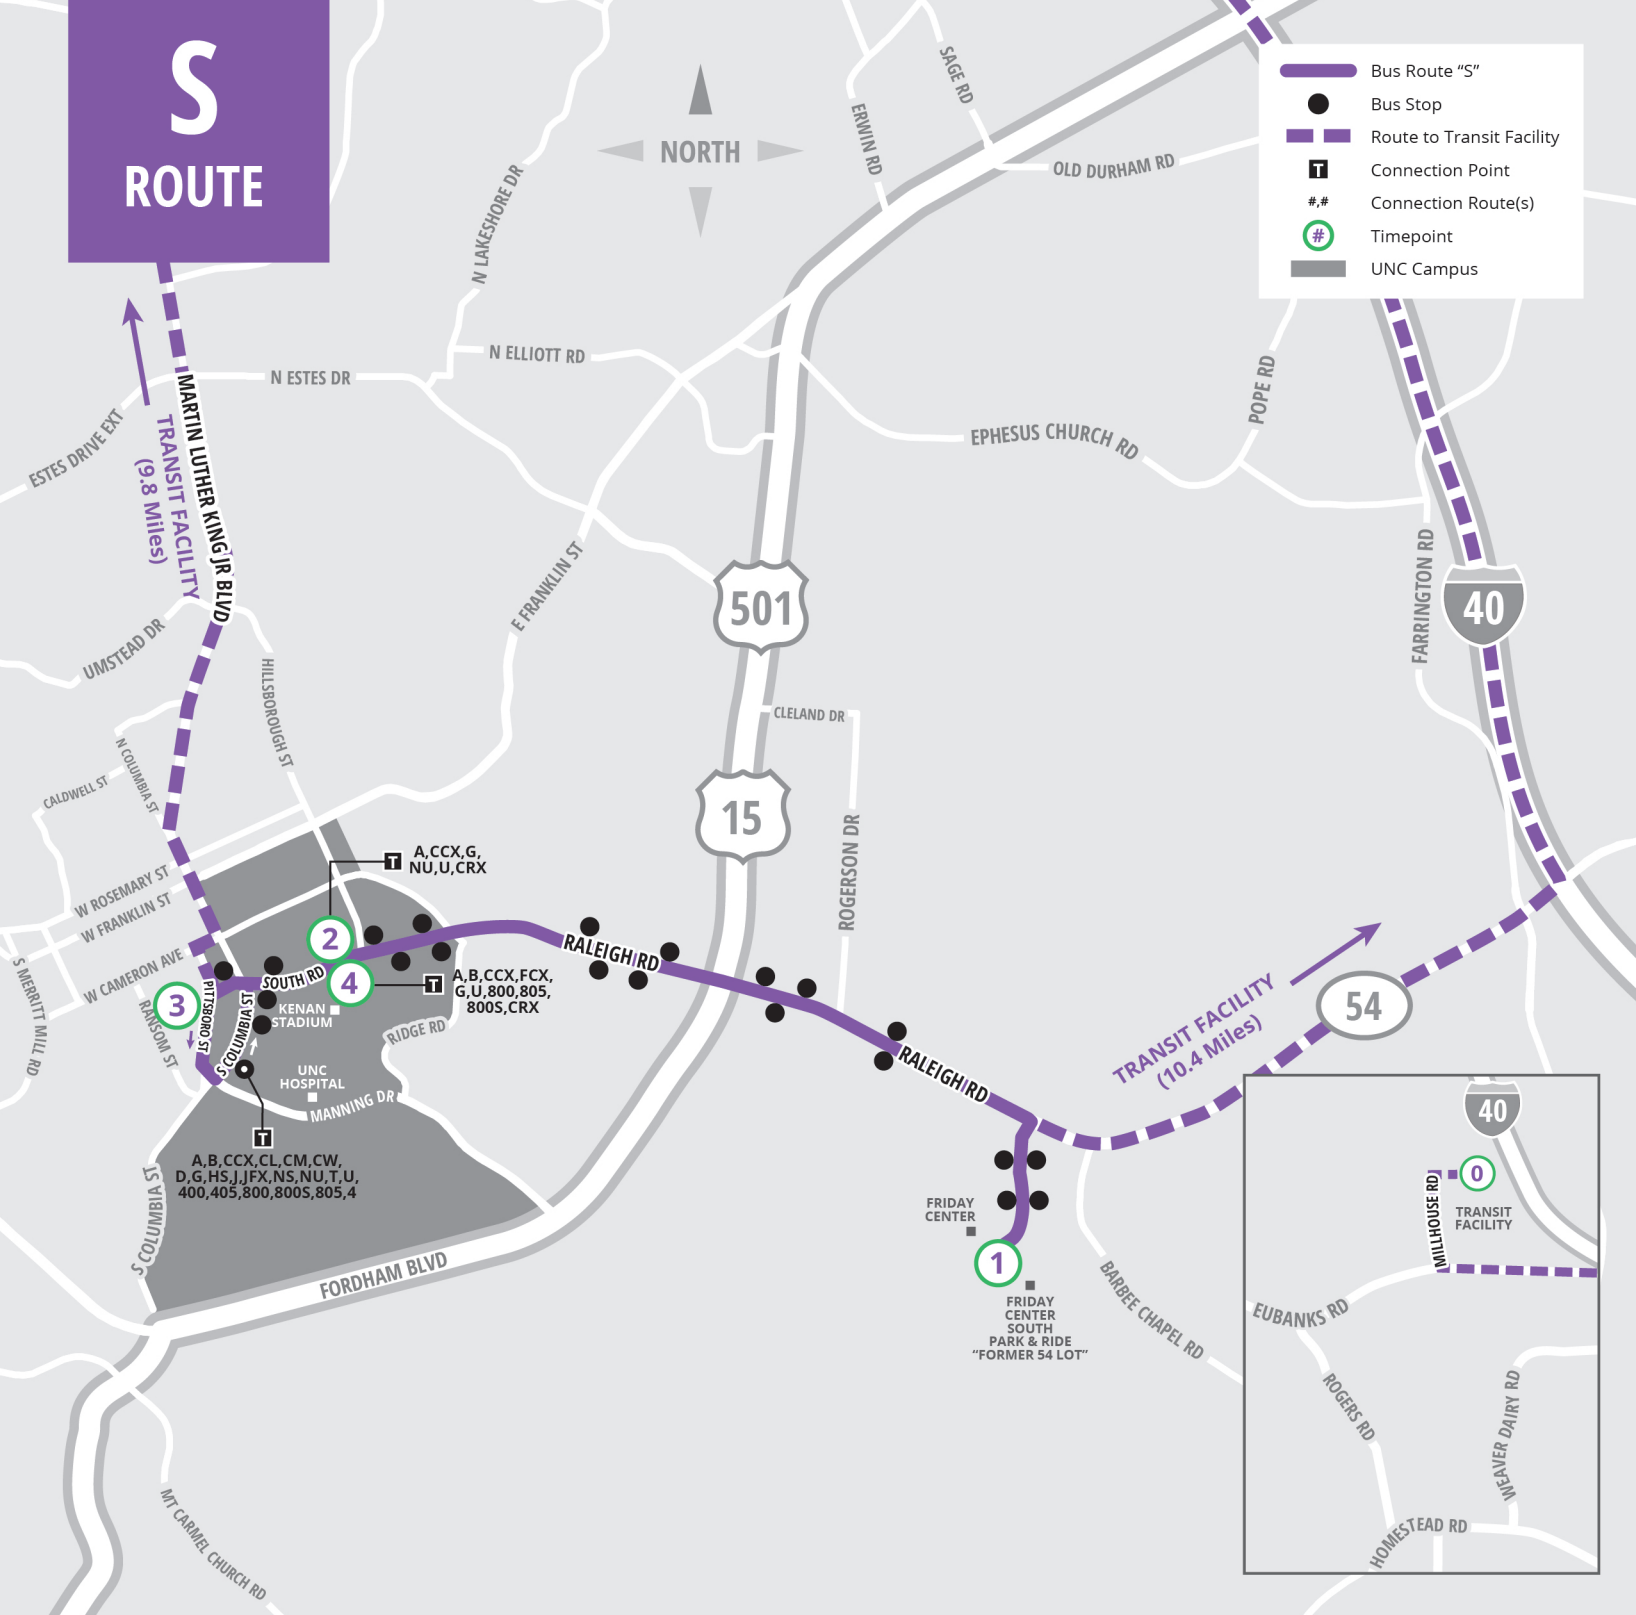 S
ROUTE
NORTH
Bus Route “S”
Bus Stop
Route to Transit Facility
T
Connection Point
#,#
Connection Route(s)
#
Timepoint
UNC Campus
SAGE RD
ERWIN RD
OLD DURHAM RD
N LAKESHORE DR
N ELLIOTT RD
N ESTES DR
ESTES DRIVE EXT
MARTIN LUTHER KING JR BLVD
TRANSIT FACILITY
(9.8 Miles)
POPE RD
EPHESUS CHURCH RD
FARRINGTON RD
40
501
E FRANKLIN ST
UMSTEAD DR
HILLSBOROUGH ST
CLELAND DR
N COLUMBIA ST
CALDWELL ST
15
ROGERSON DR
W ROSEMARY ST
W FRANKLIN ST
W CAMERON AVE
S MERRITT MILL RD
RANSOM ST
PITTSBORO ST
S COLUMBIA ST
SOUTH RD
T
A,CCX,G,
NU,U,CRX
2
4
3
T
A,B,CCX,FCX,
G,U,800,805,
800S,CRX
KENAN
STADIUM
RIDGE RD
UNC
HOSPITAL
MANNING DR
T
A,B,CCX,CL,CM,CW,
D,G,HS,J,JFX,NS,NU,T,U,
400,405,800,800S,805,4
RALEIGH RD
RALEIGH RD
S COLUMBIA ST
FORDHAM BLVD
MT CARMEL CHURCH RD
TRANSIT FACILITY
(10.4 Miles)
54
FRIDAY
CENTER
1
FRIDAY
CENTER
SOUTH
PARK & RIDE
“FORMER 54 LOT”
BARBEE CHAPEL RD
40
0
TRANSIT
FACILITY
MILLHOUSE RD
EUBANKS RD
ROGERS RD
WEAVER DAIRY RD
HOMESTEAD RD